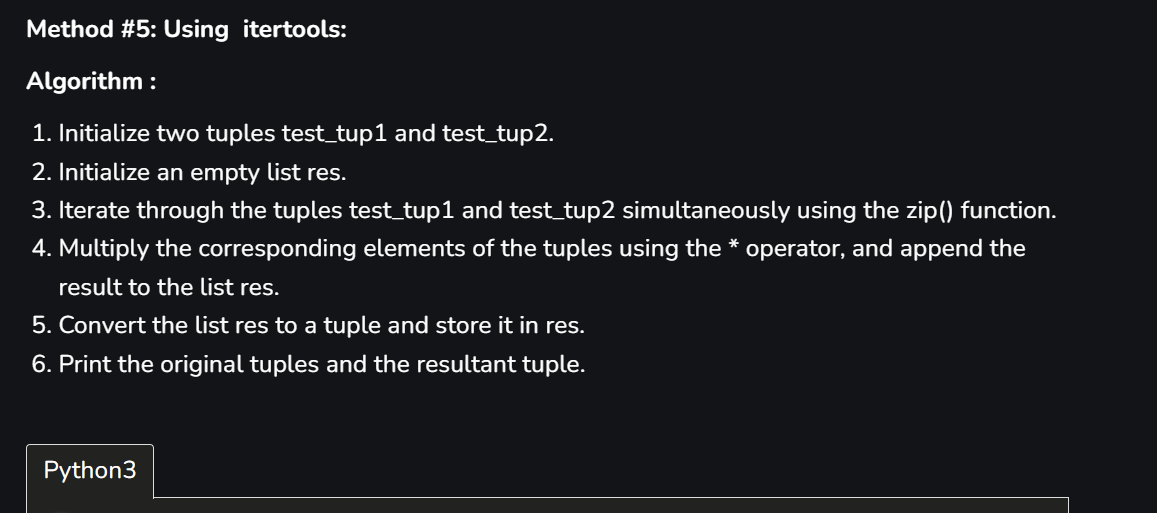 Method #5: Using  itertools:
Algorithm :
1. Initialize two tuples test_tup1 and test_tup2.
2. Initialize an empty list res.
3. Iterate through the tuples test_tup1 and test_tup2 simultaneously using the zip() function.
4. Multiply the corresponding elements of the tuples using the * operator, and append the
result to the list res.
5. Convert the list res to a tuple and store it in res.
6. Print the original tuples and the resultant tuple.
Python3